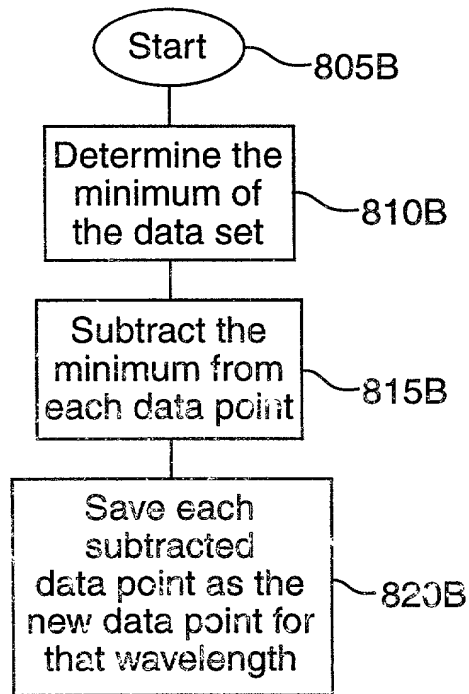 Start
805B
Determine the
minimum of
the data set
810B
Subtract the
minimum from
each data point
815B
Save each
subtracted
data point as the
new data point for
that wavelength
820B